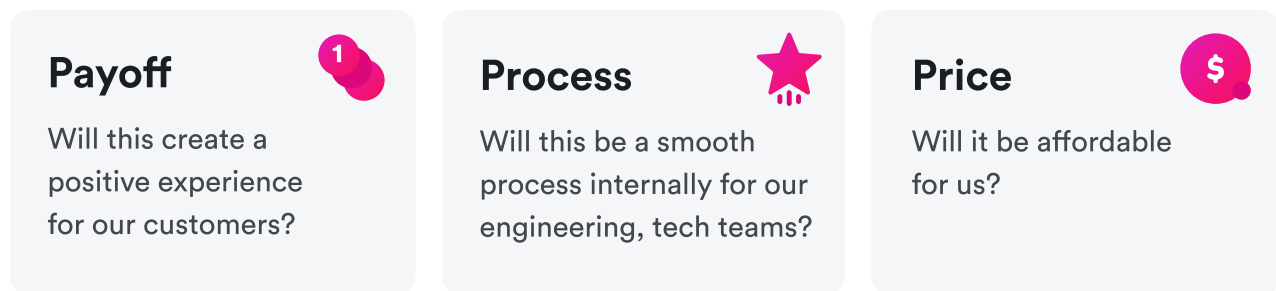 Payoff
1
Will this create a
positive experience
for our customers?
Process
Will this be a smooth
process internally for our
engineering, tech teams?
Price
$
Will it be affordable
for us?